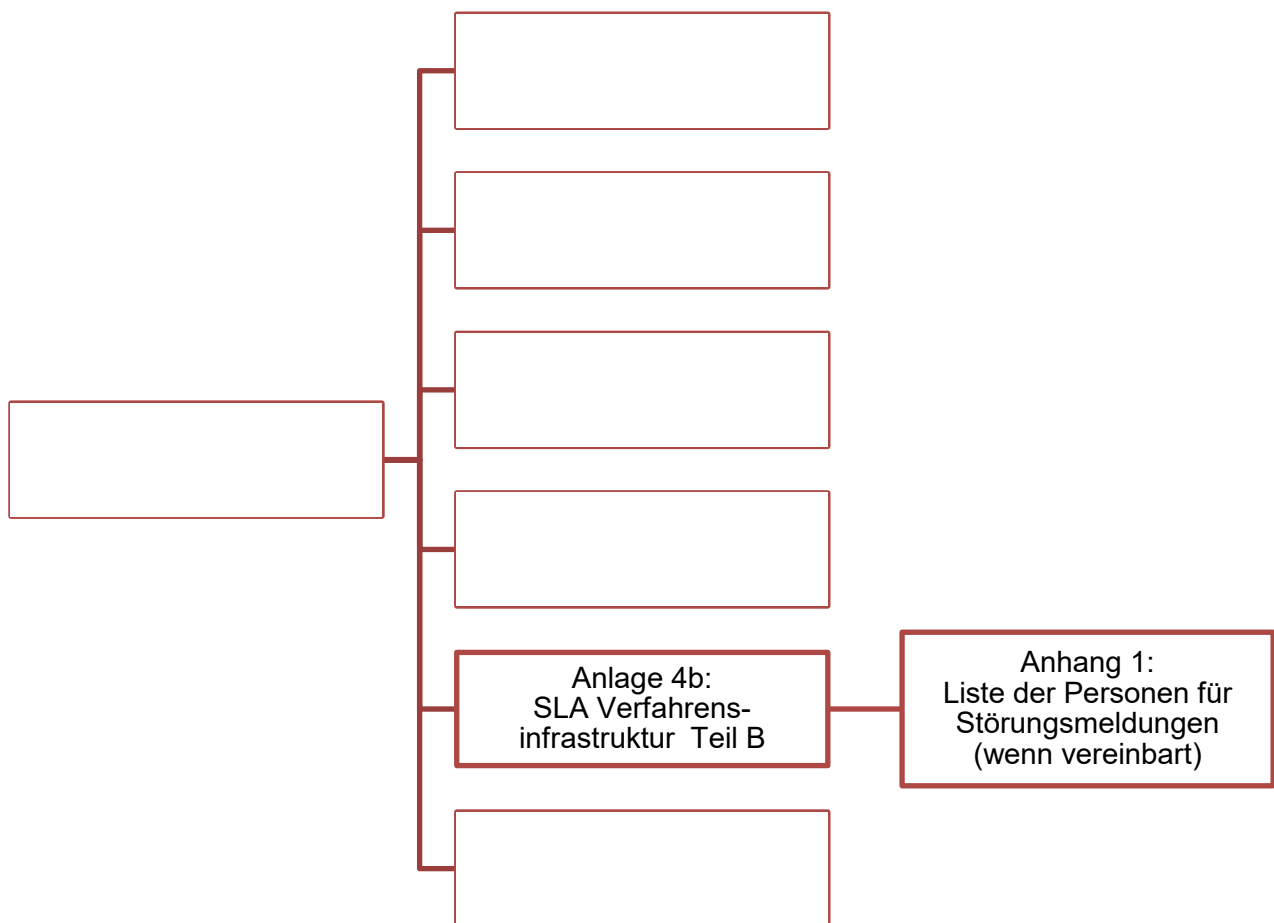 Anlage 4b:
SLA Verfahrens-
infrastruktur  Teil B
Anhang 1:
Liste der Personen für
Störungsmeldungen
(wenn vereinbart)